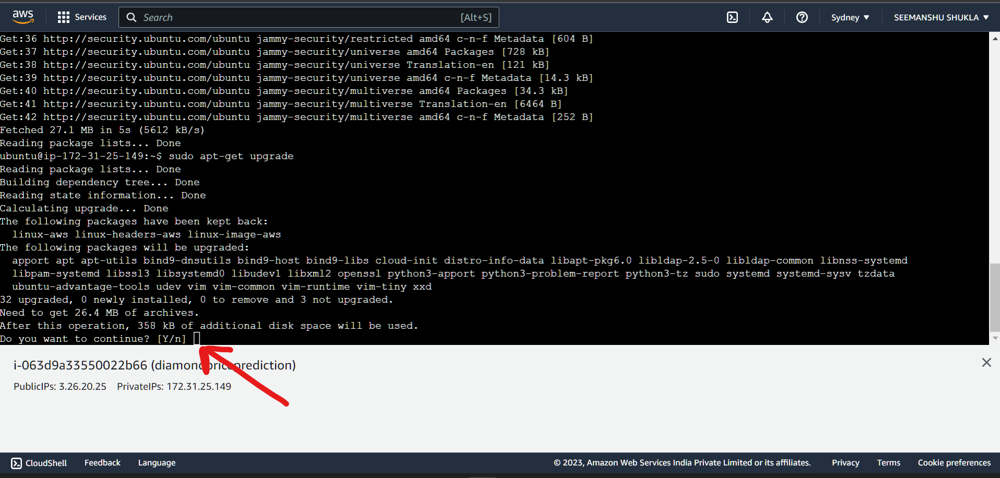 aws
Services
Search
[Alt+S]
Sydney
SEEMANSHU SHUKLA
Get:36 http://security.ubuntu.com/ubuntu jammy-security/restricted amd64 c-n-f Metadata [604 B]
Get:37 http://security.ubuntu.com/ubuntu jammy-security/universe amd64 Packages [728 kB]
Get:38 http://security.ubuntu.com/ubuntu jammy-security/universe Translation-en [121 kB]
Get:39 http://security.ubuntu.com/ubuntu jammy-security/universe amd64 c-n-f Metadata [14.3 kB]
Get:40 http://security.ubuntu.com/ubuntu jammy-security/multiverse amd64 Packages [34.3 kB]
Get:41 http://security.ubuntu.com/ubuntu jammy-security/multiverse Translation-en [6464 B]
Get:42 http://security.ubuntu.com/ubuntu jammy-security/multiverse amd64 c-n-f Metadata [252 B]
Fetched 27.1 MB in 5s (5612 kB/s)
Reading package lists... Done
ubuntu@ip-172-31-25-149:~$ sudo apt-get upgrade
Reading package lists... Done
Building dependency tree... Done
Reading state information... Done
Calculating upgrade... Done
The following packages have been kept back:
linux-aws linux-headers-aws linux-image-aws
The following packages will be upgraded:
apport apt apt-utils bind9-dnsutils bind9-host bind9-libs cloud-init distro-info-data libapt-pkg6.0 libldap-2.5-0 libldap-common libnss-systemd
libpam-systemd libssl3 libsystemd0 libudev1 libxml2 openssl python3-apport python3-problem-report python3-tz sudo systemd systemd-sysv tzdata
ubuntu-advantage-tools udev vim vim-common vim-runtime vim-tiny xxd
32 upgraded, 0 newly installed, 0 to remove and 3 not upgraded.
Need to get 26.4 MB of archives.
After this operation, 358 kB of additional disk space will be used.
Do you want to continue? [Y/n]
i-063d9a33550022b66 (diamondpriceprediction)
PublicIPs: 3.26.20.25 PrivateIPs: 172.31.25.149
CloudShell
Feedback
Language
© 2023, Amazon Web Services India Private Limited or its affiliates.
Privacy
Terms
Cookie preferences